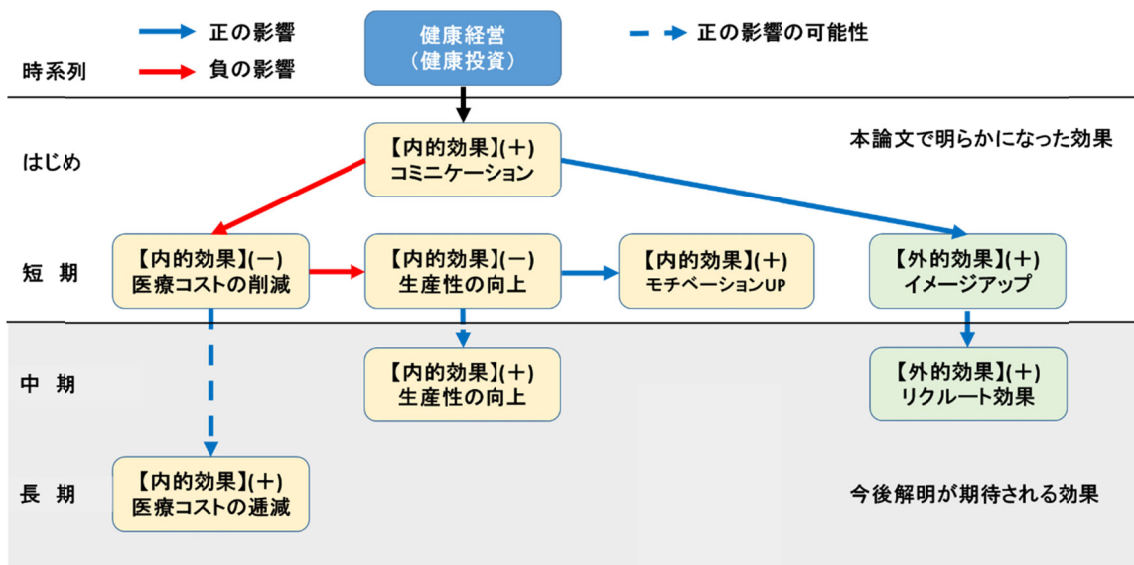 正の影響
負の影響
時系列
健康経営
(健康投資)
正の影響の可能性
はじめ
【内的効果】(+)
コミニケーション
本論文で明らかになった効果
短 期
【内的効果】(−)
医療コストの削減
【内的効果】(−)
生産性の向上
【内的効果】(+)
モチベーションUP
【外的効果】(+)
イメージアップ
中 期
【内的効果】(+)
生産性の向上
【外的効果】(+)
リクルート効果
長 期
【内的効果】(+)
医療コストの逓減
今後解明が期待される効果